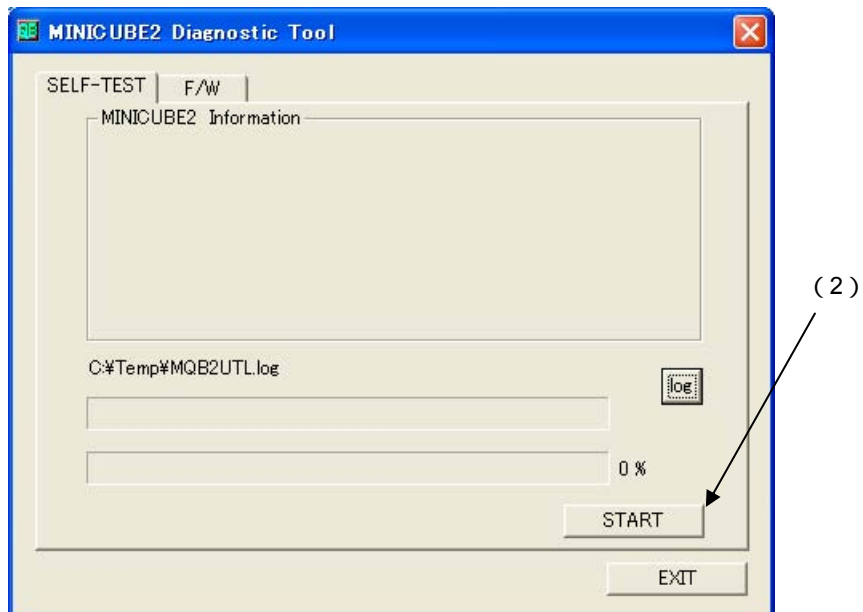 MINICUBE2 Diagnostic Tool
SELF-TEST
F/W
MINICUBE2 Information
(2)
C:¥Temp¥MQB2UTL.log
log
0 %
START
EXIT